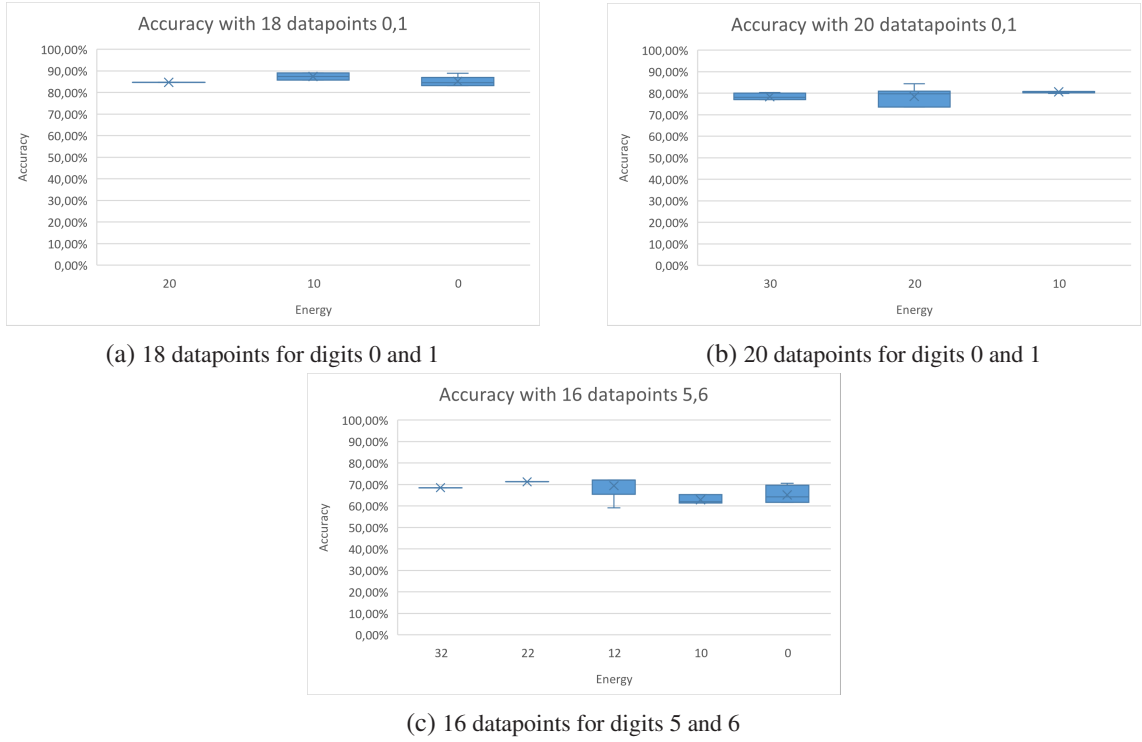 Accuracy with 18 datapoints 0,1
100,00%
90,00%
80,00%
70,00%
60,00%
50,00%
40,00%
30,00%
20,00%
10,00%
0,00%
Accuracy
20 10 0
Energy
(a) 18 datapoints for digits 0 and 1
Accuracy with 20 datatapoints 0,1
100,00%
90,00%
80,00%
70,00%
60,00%
50,00%
40,00%
30,00%
20,00%
10,00%
0,00%
Accuracy
30 20 10
Energy
(b) 20 datapoints for digits 0 and 1
Accuracy with 16 datapoints 5,6
100,00%
90,00%
80,00%
70,00%
60,00%
50,00%
40,00%
30,00%
20,00%
10,00%
0,00%
Accuracy
32 22 12 10 0
Energy
(c) 16 datapoints for digits 5 and 6